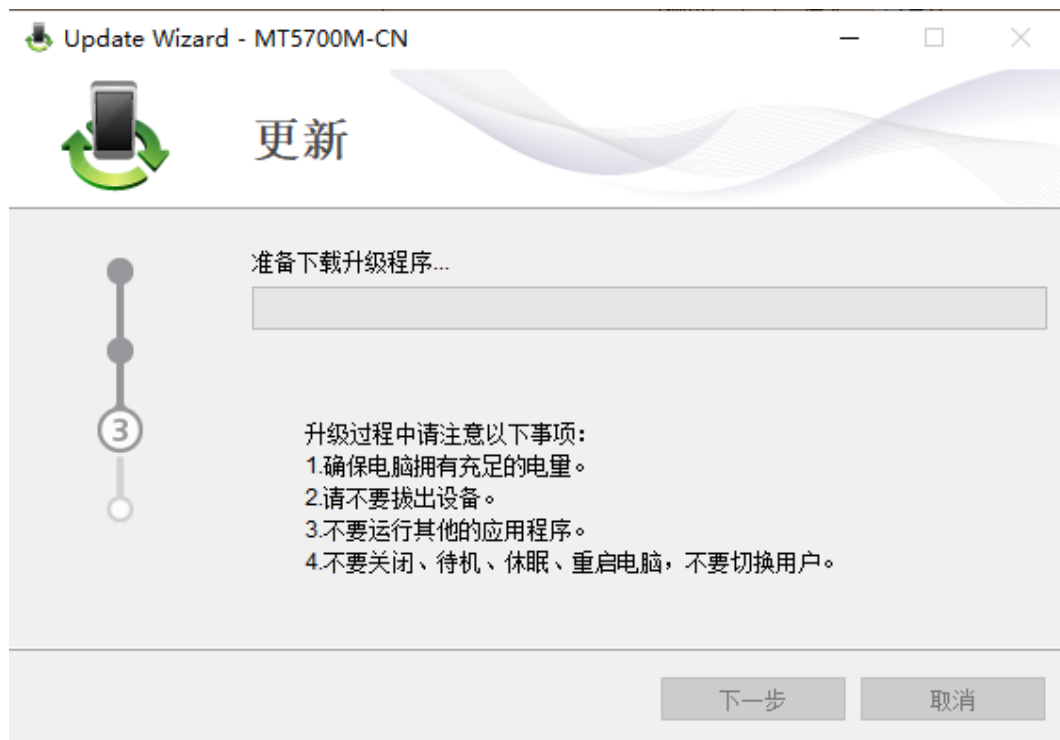 Update Wizard - MT5700M-CN
更新
准备下载升级程序...
3
升级过程中请注意以下事项:
1.确保电脑拥有充足的电量。
2.请不要拔出设备。
3.不要运行其他的应用程序。
4.不要关闭、待机、休眠、重启电脑，不要切换用户。
下一步
取消